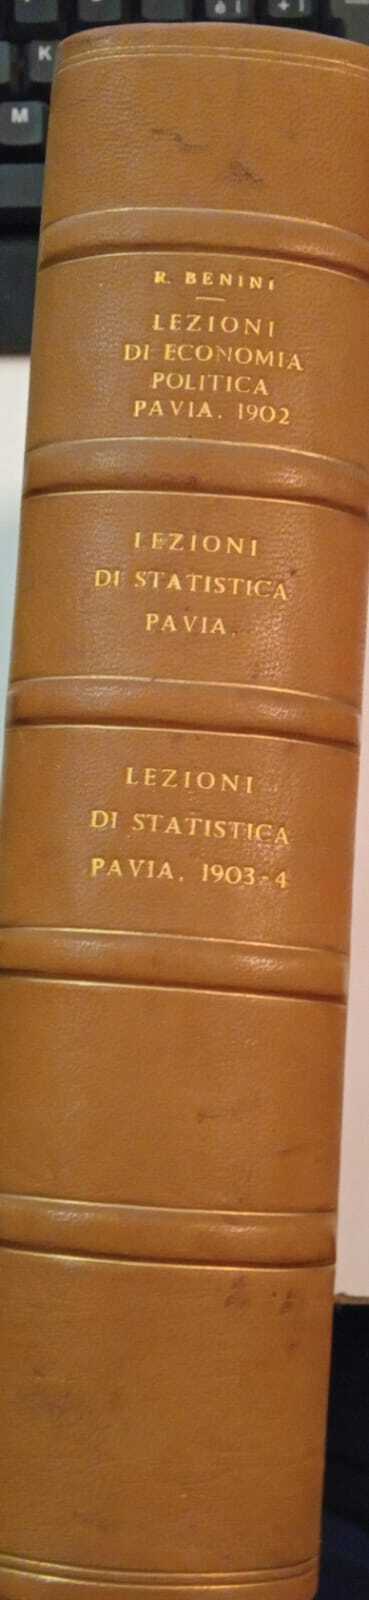 K
M
R. BENINI
LEZIONI
DI ECONOMIA
POLITICA
PAVIA. 1902
LEZIONI
DI STATISTICA
PAVIA.
LEZIONI
DI STATISTICA
PAVIA. 1903-4